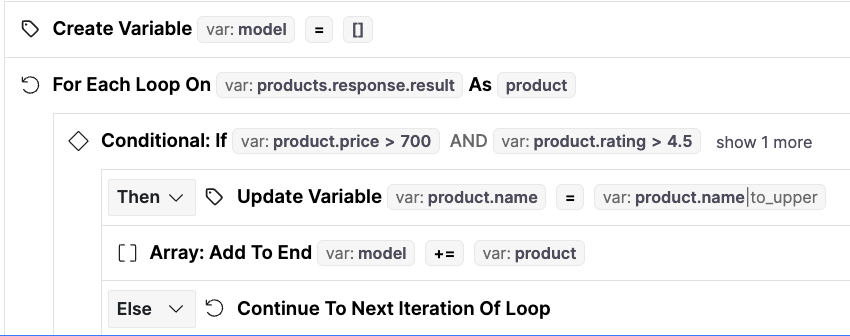 Create Variable var: model = []
For Each Loop On var: products.response.result As product
Conditional: If var: product.price > 700 AND var: product.rating > 4.5 show 1 more
Then Update Variable var: product.name = var: product.name|to_upper
[ ] Array: Add To End var: model += var: product
Else Continue To Next Iteration Of Loop